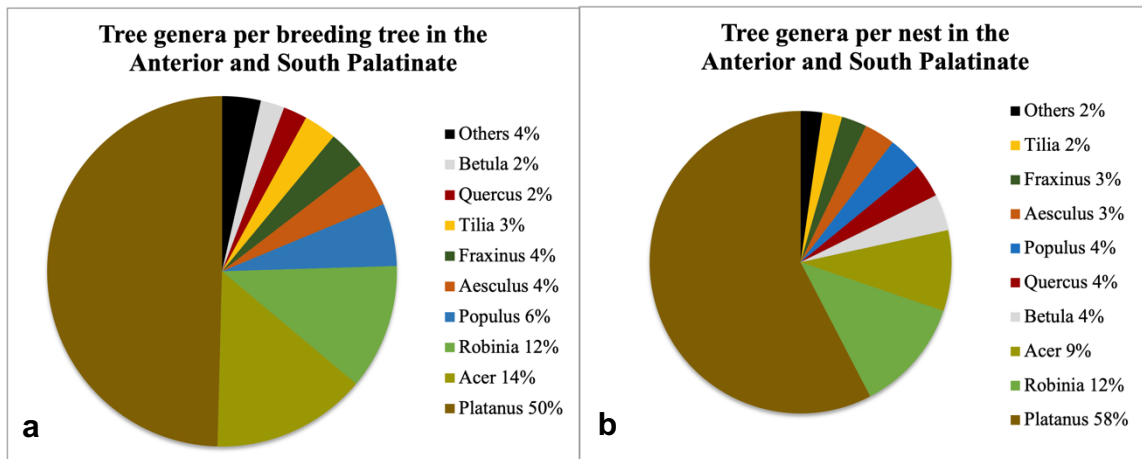 Tree genera per breeding tree in the
Anterior and South Palatinate
Others 4%
Betula 2%
Quercus 2%
Tilia 3%
Fraxinus 4%
Aesculus 4%
Populus 6%
Robinia 12%
Acer 14%
Platanus 50%
a
Tree genera per nest in the
Anterior and South Palatinate
Others 2%
Tilia 2%
Fraxinus 3%
Aesculus 3%
Populus 4%
Quercus 4%
Betula 4%
Acer 9%
Robinia 12%
Platanus 58%
b